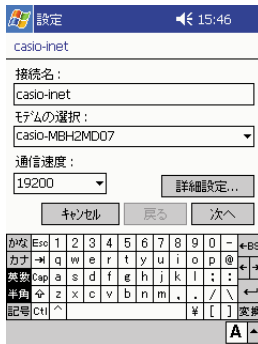 設定 15:46
casio-inet
接続名：
casio-inet
ﾓﾃﾞﾑの選択：
casio-MBH2MD07
通信速度：
19200 詳細設定...
ｷｬﾝｾﾙ 戻る 次へ
かな Esc 1 2 3 4 5 6 7 8 9 0 - ←BS
カナ q w e r t y u i o p @
英数 Cap a s d f g h j k l ; :
半角 z x c v b n m , . / \
記号 Ctl ^ ¥ [ ] 変換
A